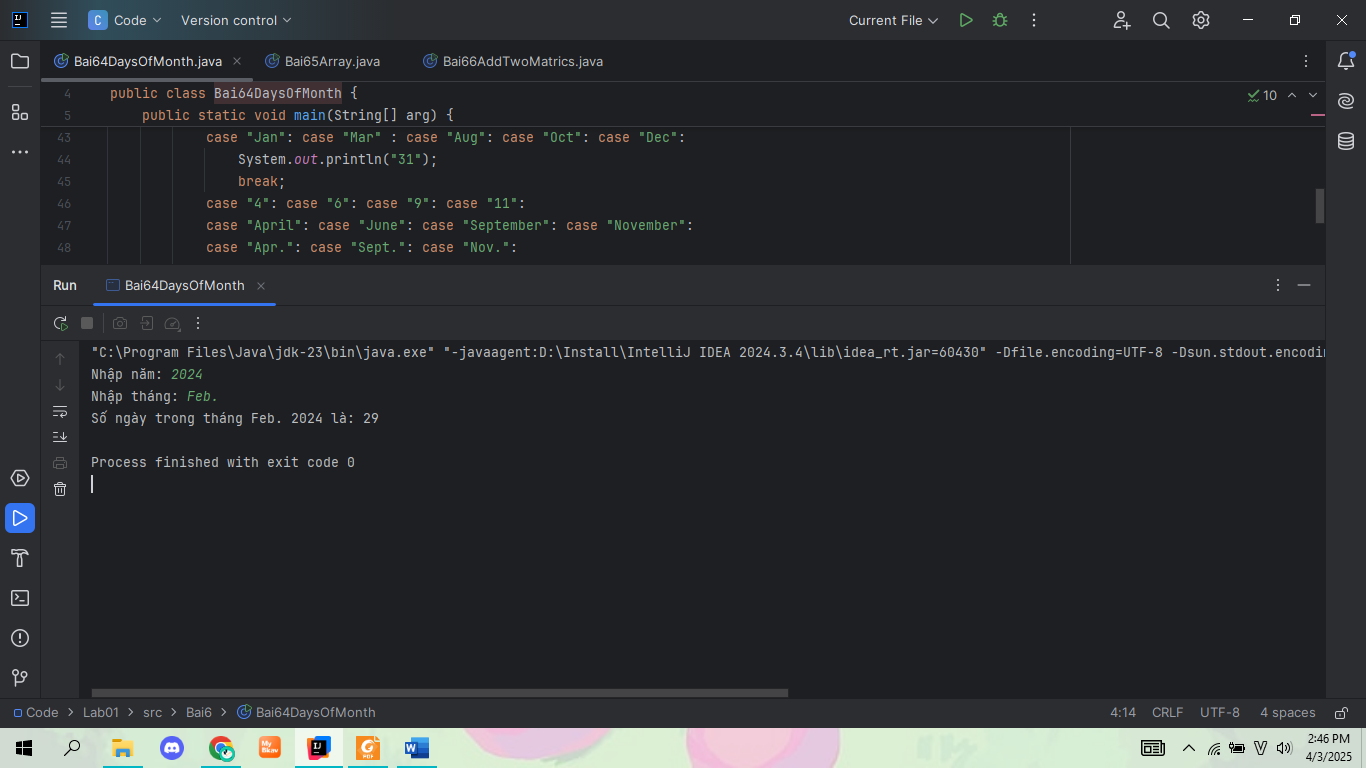 C Code Version control Current File
Bai64DaysOfMonth.java Bai65Array.java Bai66AddTwoMatrics.java
4 public class Bai64DaysOfMonth { 10
5 public static void main(String[] arg) {
43 case "Jan": case "Mar" : case "Aug": case "Oct": case "Dec":
44 System.out.println("31");
45 break;
46 case "4": case "6": case "9": case "11":
47 case "April": case "June": case "September": case "November":
48 case "Apr.": case "Sept.": case "Nov.":
Run Bai64DaysOfMonth
"C:\Program Files\Java\jdk-23\bin\java.exe" "-javaagent:D:\Install\IntelliJ IDEA 2024.3.4\lib\idea_rt.jar=60430" -Dfile.encoding=UTF-8 -Dsun.stdout.encodin
Nhập năm: 2024
Nhập tháng: Feb.
Số ngày trong tháng Feb. 2024 là: 29
Process finished with exit code 0
Code > Lab01 > src > Bai6 > Bai64DaysOfMonth 4:14 CRLF UTF-8 4 spaces
My Bkav
PDF
2:46 PM
4/3/2025